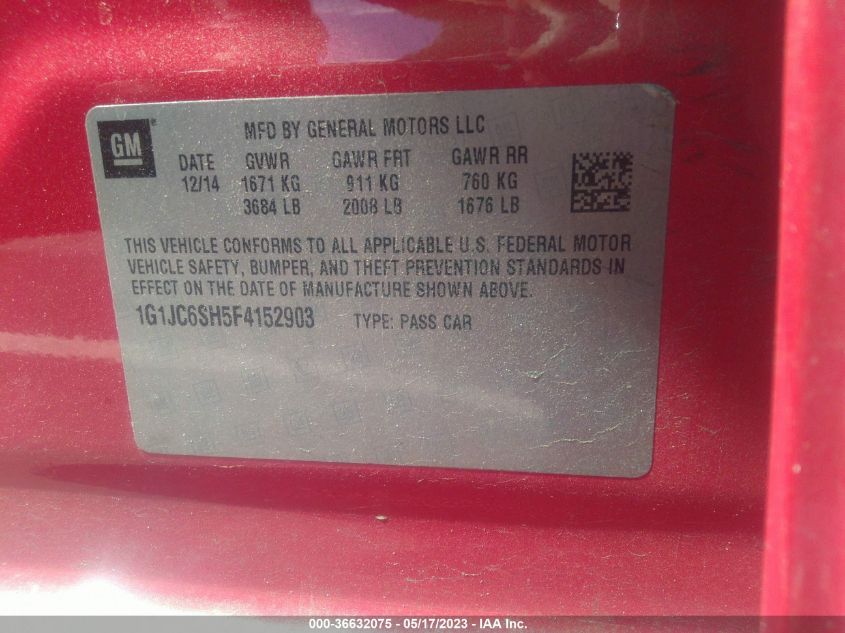 GM
MFD BY GENERAL MOTORS LLC
DATE GVWR GAWR FRT GAWR RR
12/14 1671 KG 911 KG 760 KG
3684 LB 2008 LB 1676 LB
THIS VEHICLE CONFORMS TO ALL APPLICABLE U.S. FEDERAL MOTOR
VEHICLE SAFETY, BUMPER, AND THEFT PREVENTION STANDARDS IN
EFFECT ON THE DATE OF MANUFACTURE SHOWN ABOVE.
1G1JC6SH5F4152903 TYPE: PASS CAR
000-36632075 - 05/17/2023 - IAA Inc.